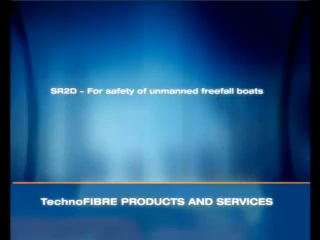 SR2D - For safety of unmanned freefall boats
TechnoFIBRE PRODUCTS AND SERVICES